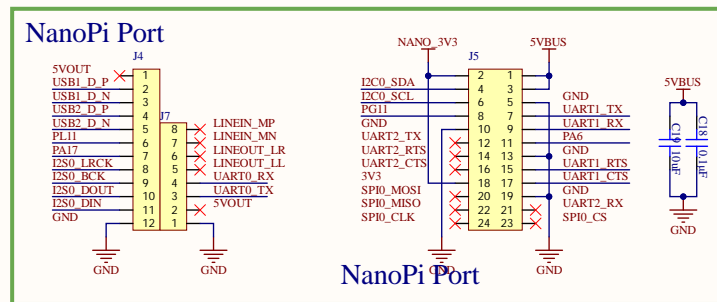 NanoPi Port
J4
5VOUT
1
USB1_D_P
2
USB1_D_N
3
USB2_D_P
4
USB2_D_N
5
PL11
6
PA17
7
I2S0_LRCK
8
I2S0_BCK
9
I2S0_DOUT
10
I2S0_DIN
11
GND
12
GND
J7
8
LINEIN_MP
7
LINEIN_MN
6
LINEOUT_LR
5
LINEOUT_LL
4
UART0_RX
3
UART0_TX
2
5VOUT
1
GND
NANO_3V3
J5
5VBUS
2
1
I2C0_SDA
4
3
I2C0_SCL
6
5
GND
PG11
8
7
UART1_TX
GND
10
9
UART1_RX
UART2_TX
12
11
PA6
UART2_RTS
14
13
GND
UART2_CTS
16
15
UART1_RTS
3V3
18
17
UART1_CTS
SPI0_MOSI
20
19
GND
SPI0_MISO
22
21
UART2_RX
SPI0_CLK
24
23
SPI0_CS
GND
GND
NanoPi Port
5VBUS
C19
10uF
C18
0.1uF
GND